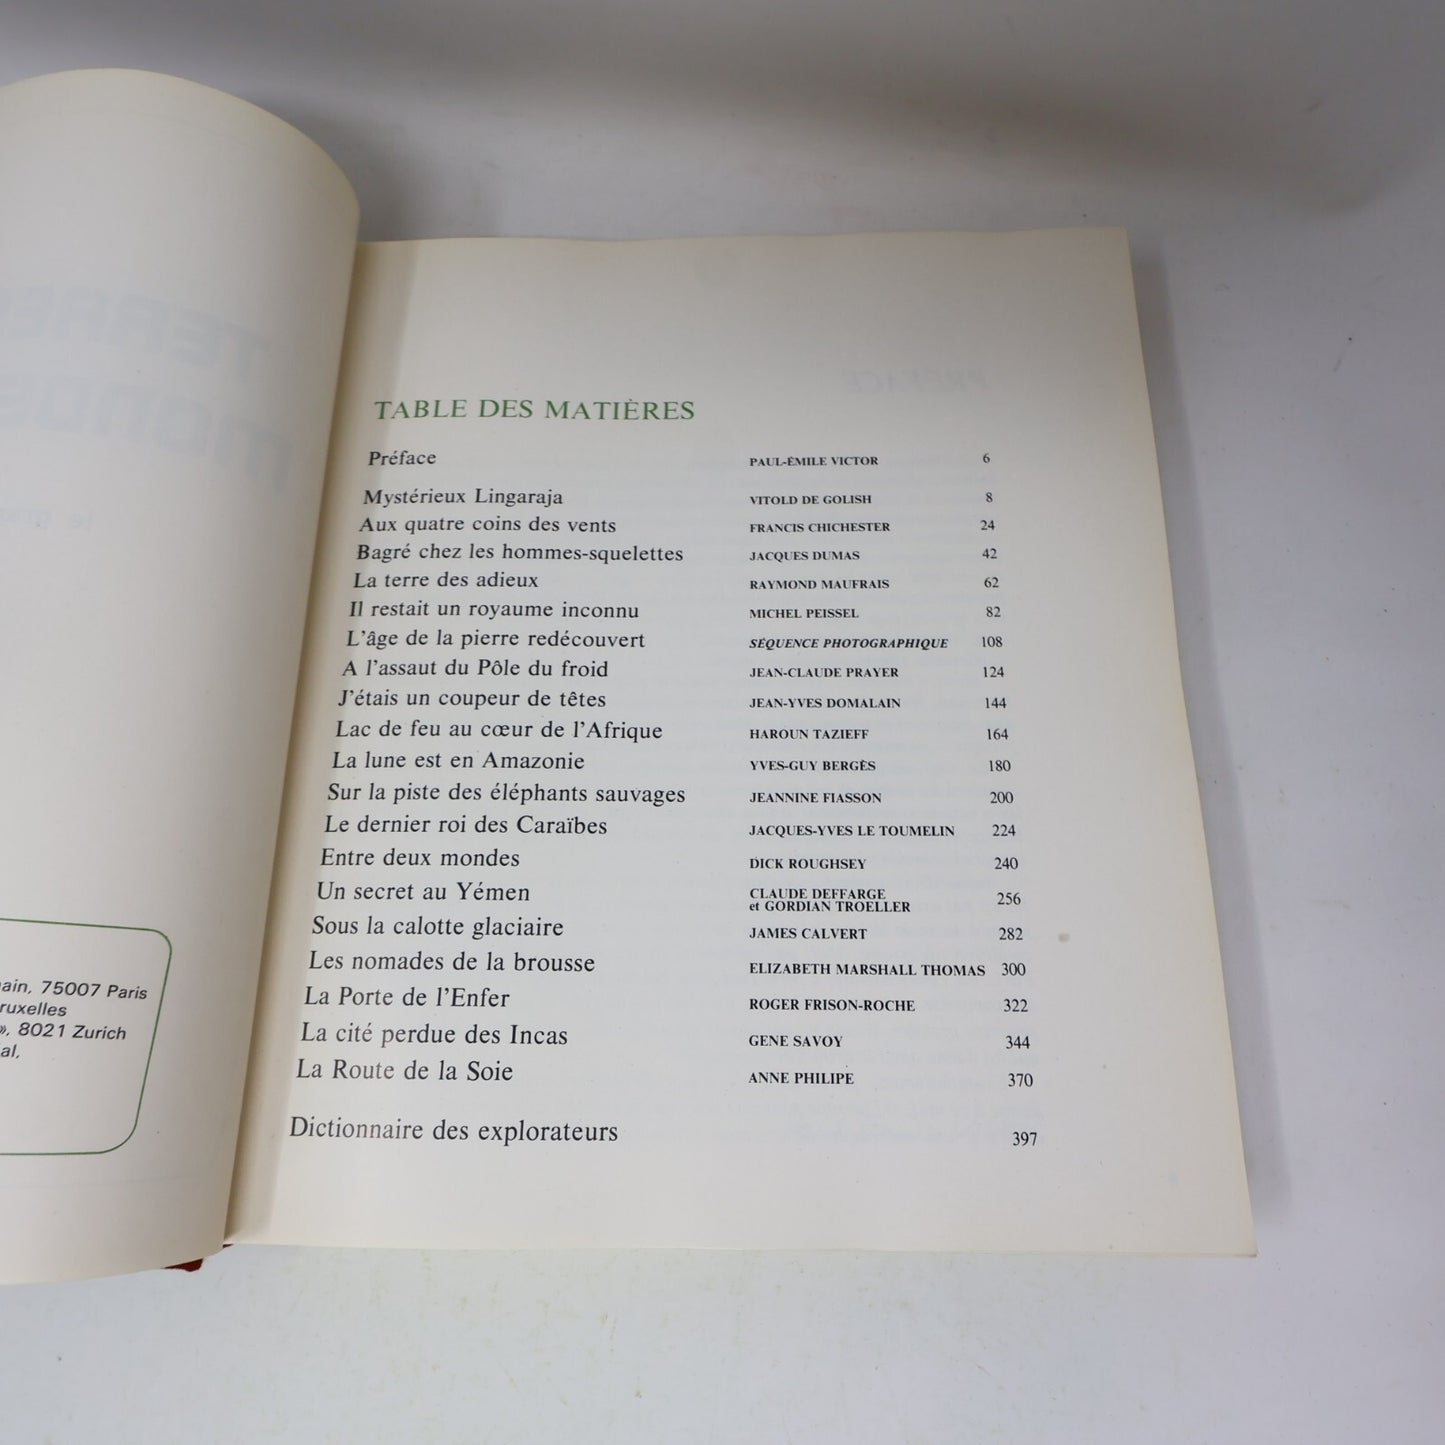 ain, 75007 Paris
ruxelles
», 8021 Zurich
al,
TABLE DES MATIÈRES
Préface PAUL-ÉMILE VICTOR 6
Mystérieux Lingaraja VITOLD DE GOLISH 8
Aux quatre coins des vents FRANCIS CHICHESTER 24
Bagré chez les hommes-squelettes JACQUES DUMAS 42
La terre des adieux RAYMOND MAUFRAIS 62
Il restait un royaume inconnu MICHEL PEISSEL 82
L'âge de la pierre redécouvert SÉQUENCE PHOTOGRAPHIQUE 108
A l'assaut du Pôle du froid JEAN-CLAUDE PRAYER 124
J'étais un coupeur de têtes JEAN-YVES DOMALAIN 144
Lac de feu au cœur de l'Afrique HAROUN TAZIEFF 164
La lune est en Amazonie YVES-GUY BERGÈS 180
Sur la piste des éléphants sauvages JEANNINE FIASSON 200
Le dernier roi des Caraïbes JACQUES-YVES LE TOUMELIN 224
Entre deux mondes DICK ROUGHSEY 240
Un secret au Yémen CLAUDE DEFFARGE
et GORDIAN TROELLER 256
Sous la calotte glaciaire JAMES CALVERT 282
Les nomades de la brousse ELIZABETH MARSHALL THOMAS 300
La Porte de l'Enfer ROGER FRISON-ROCHE 322
La cité perdue des Incas GENE SAVOY 344
La Route de la Soie ANNE PHILIPE 370
Dictionnaire des explorateurs 397